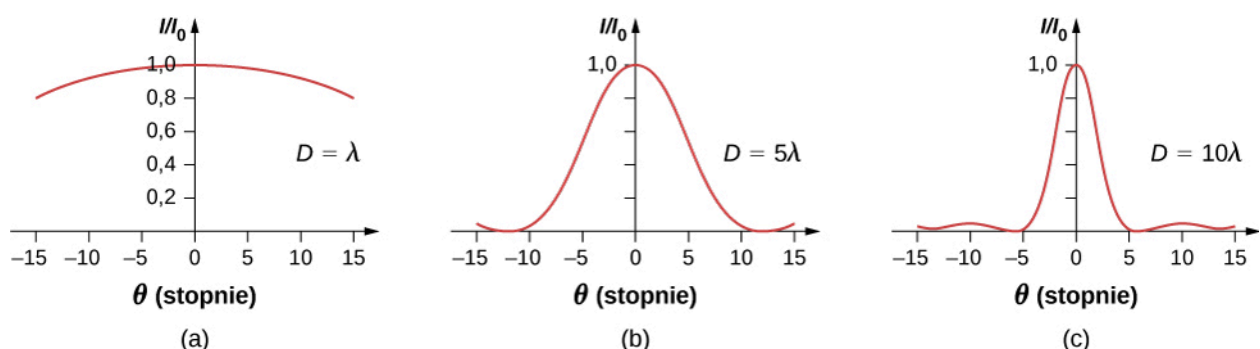 I/I₀
1,0
0,8
0,6
0,4
0,2
D = λ
–15 –10 –5 0 5 10 15
θ (stopnie)
(a)
I/I₀
1,0
D = 5λ
–15 –10 –5 0 5 10 15
θ (stopnie)
(b)
I/I₀
1,0
D = 10λ
–15 –10 –5 0 5 10 15
θ (stopnie)
(c)